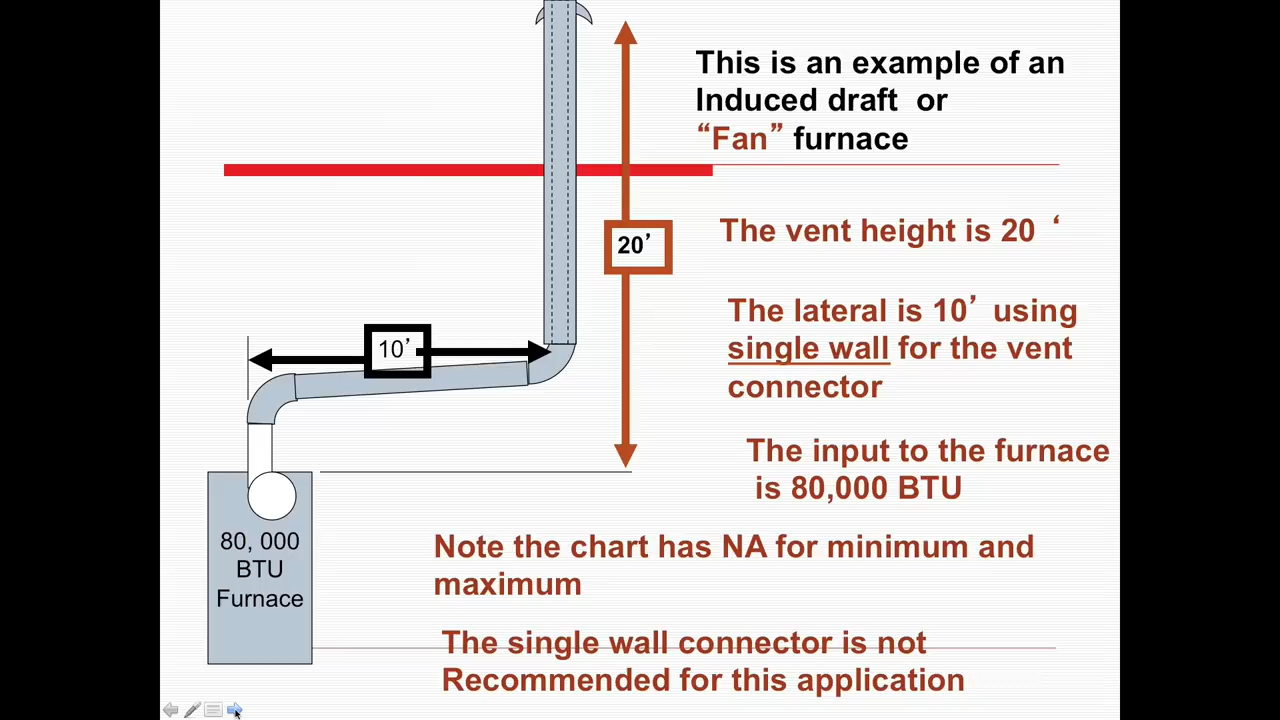 This is an example of an
Induced draft or
“Fan” furnace
20’
The vent height is 20 ‘
The lateral is 10’ using
single wall for the vent
connector
10’
The input to the furnace
is 80,000 BTU
80, 000
BTU
Furnace
Note the chart has NA for minimum and
maximum
The single wall connector is not
Recommended for this application